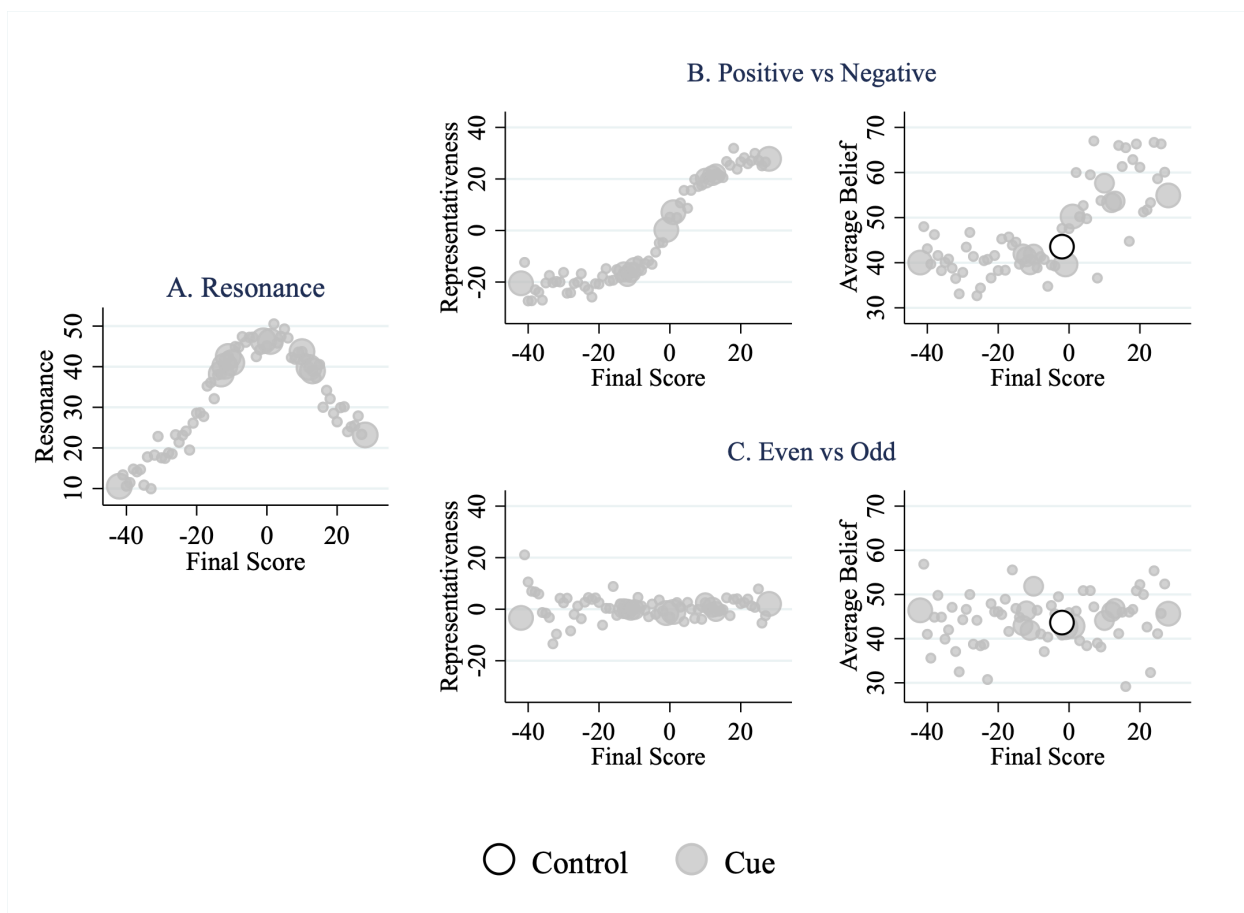 B. Positive vs Negative
Representativeness
40
20
0
-20
-40 -20 0 20
Final Score
Average Belief
70
60
50
40
30
-40 -20 0 20
Final Score
A. Resonance
Resonance
50
40
30
20
10
-40 -20 0 20
Final Score
C. Even vs Odd
Representativeness
40
20
0
-20
-40 -20 0 20
Final Score
Average Belief
70
60
50
40
30
-40 -20 0 20
Final Score
Control Cue